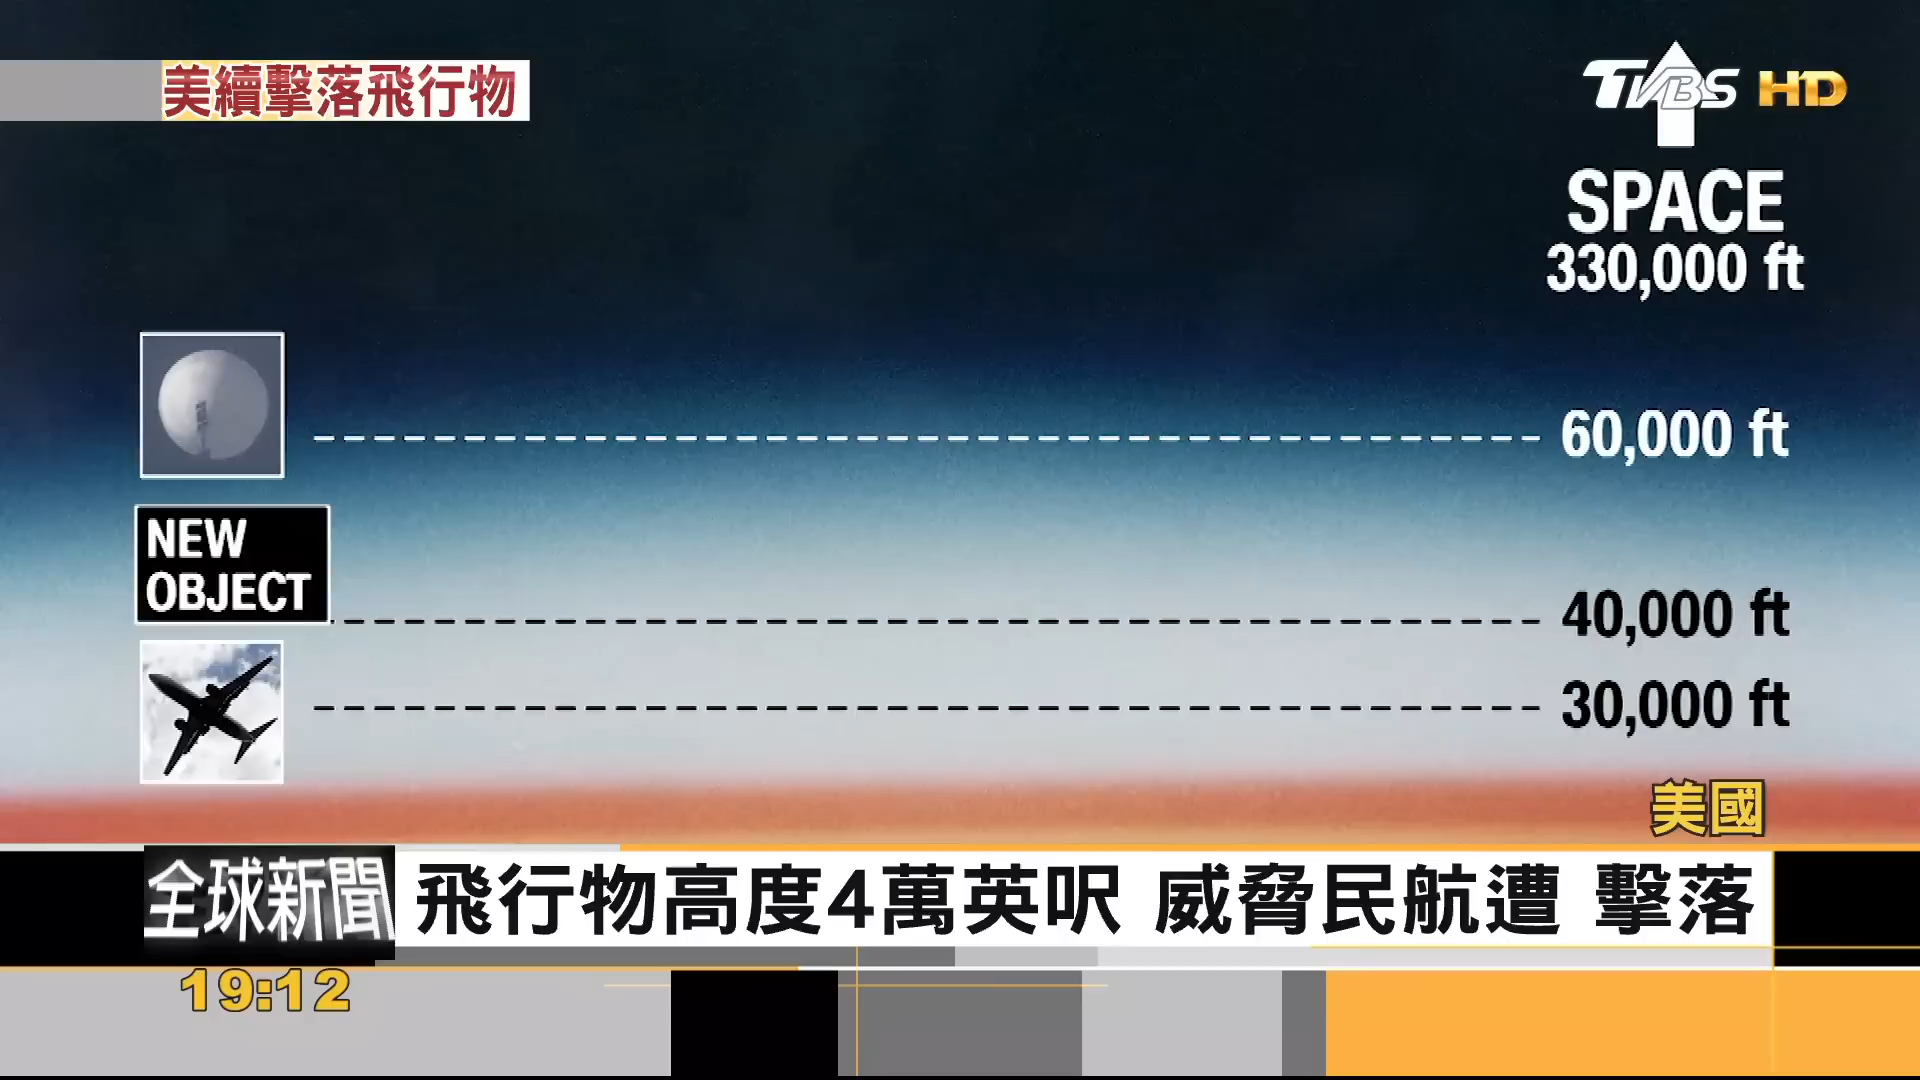 美續擊落飛行物
TVBS HD
SPACE
330,000 ft
60,000 ft
NEW
OBJECT
40,000 ft
30,000 ft
美國
全球新聞
飛行物高度4萬英呎 威脅民航遭 擊落
19:12